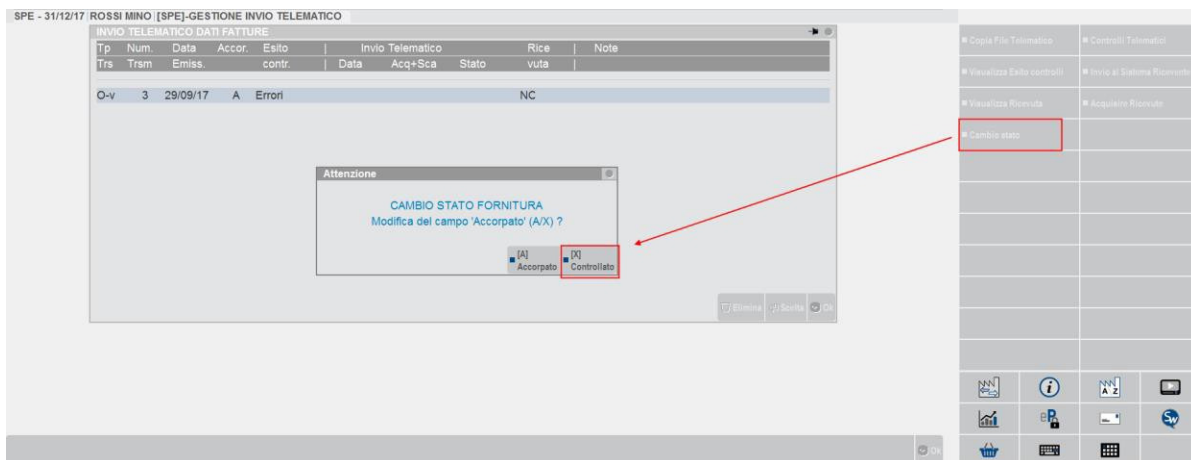 SPE - 31/12/17 ROSSI MINO [SPE]-GESTIONE INVIO TELEMATICO
INVIO TELEMATICO DATI FATTURE
Tp Num. Data Accor. Esito | Invio Telematico Rice | Note
Trs Trsm Emiss. contr. | Data Acq+Sca Stato vuta |
O-v 3 29/09/17 A Errori NC
Attenzione
CAMBIO STATO FORNITURA
Modifica del campo 'Accorpato' (A/X) ?
[A] [X]
Accorpato Controllato
Elimina Scelta Ok
Copia File Telematico Controlli Telematici
Visualizza Esito controlli Invio al Sistema Ricevente
Visualizza Ricevuta Acquisire Ricevute
Cambio stato
i A Z
eP Sw
Ok